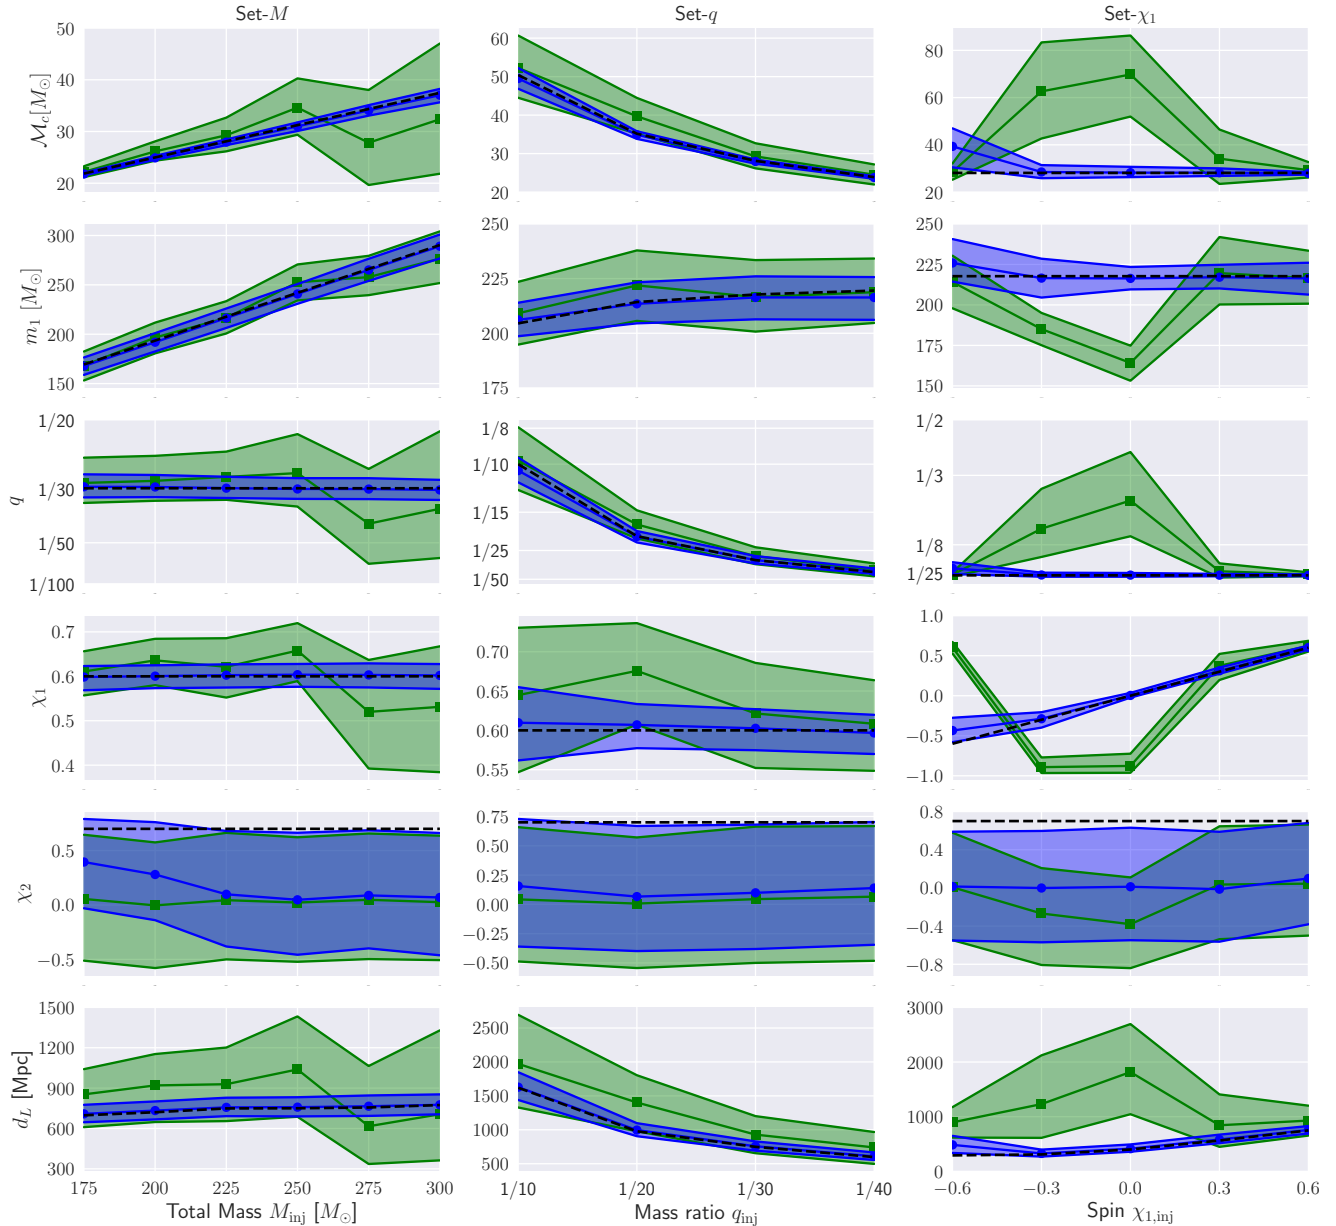 Set-M Set-q Set-χ₁
50 40 30 20 ℳc[M⊙]
60 50 40 30 20
80 60 40 20
300 250 200 150 m₁ [M⊙]
250 225 200 175
250 225 200 175 150
1/20 1/30 1/50 1/100 q
1/8 1/10 1/15 1/25 1/50
1/2 1/3 1/8 1/25
0.7 0.6 0.5 0.4 χ₁
0.70 0.65 0.60 0.55
1.0 0.5 0.0 −0.5 −1.0
0.5 0.0 −0.5 χ₂
0.75 0.50 0.25 0.00 −0.25 −0.50
0.8 0.4 0.0 −0.4 −0.8
1500 1200 900 600 300 d_L [Mpc]
2500 2000 1500 1000 500
3000 2000 1000 0
175 200 225 250 275 300
1/10 1/20 1/30 1/40
−0.6 −0.3 0.0 0.3 0.6
Total Mass M_inj [M⊙]
Mass ratio q_inj
Spin χ₁,inj